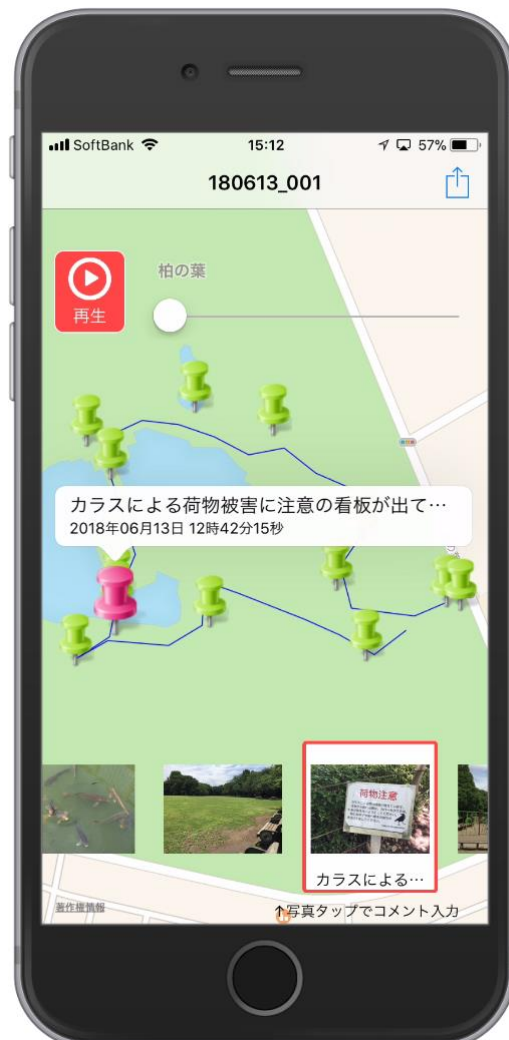 SoftBank 15:12 57%
180613_001
再生
柏の葉
カラスによる荷物被害に注意の看板が出て…
2018年06月13日 12時42分15秒
荷物注意
カラスによる…
著作権情報
↑写真タップでコメント入力